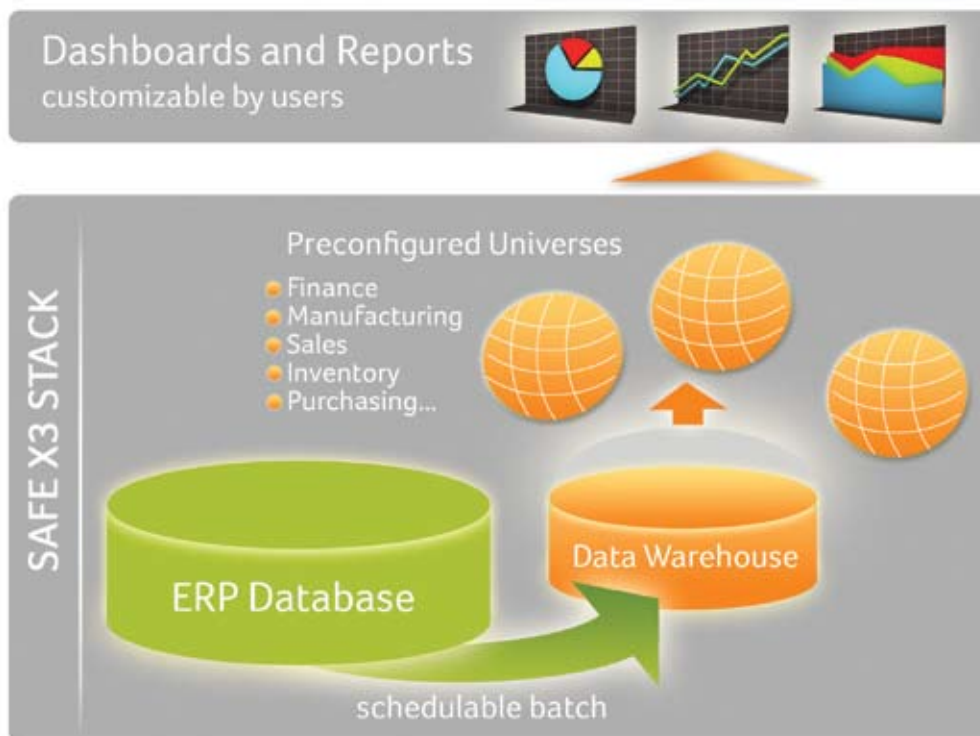 Dashboards and Reports
customizable by users
SAFE X3 STACK
Preconfigured Universes
Finance
Manufacturing
Sales
Inventory
Purchasing...
ERP Database
Data Warehouse
schedulable batch